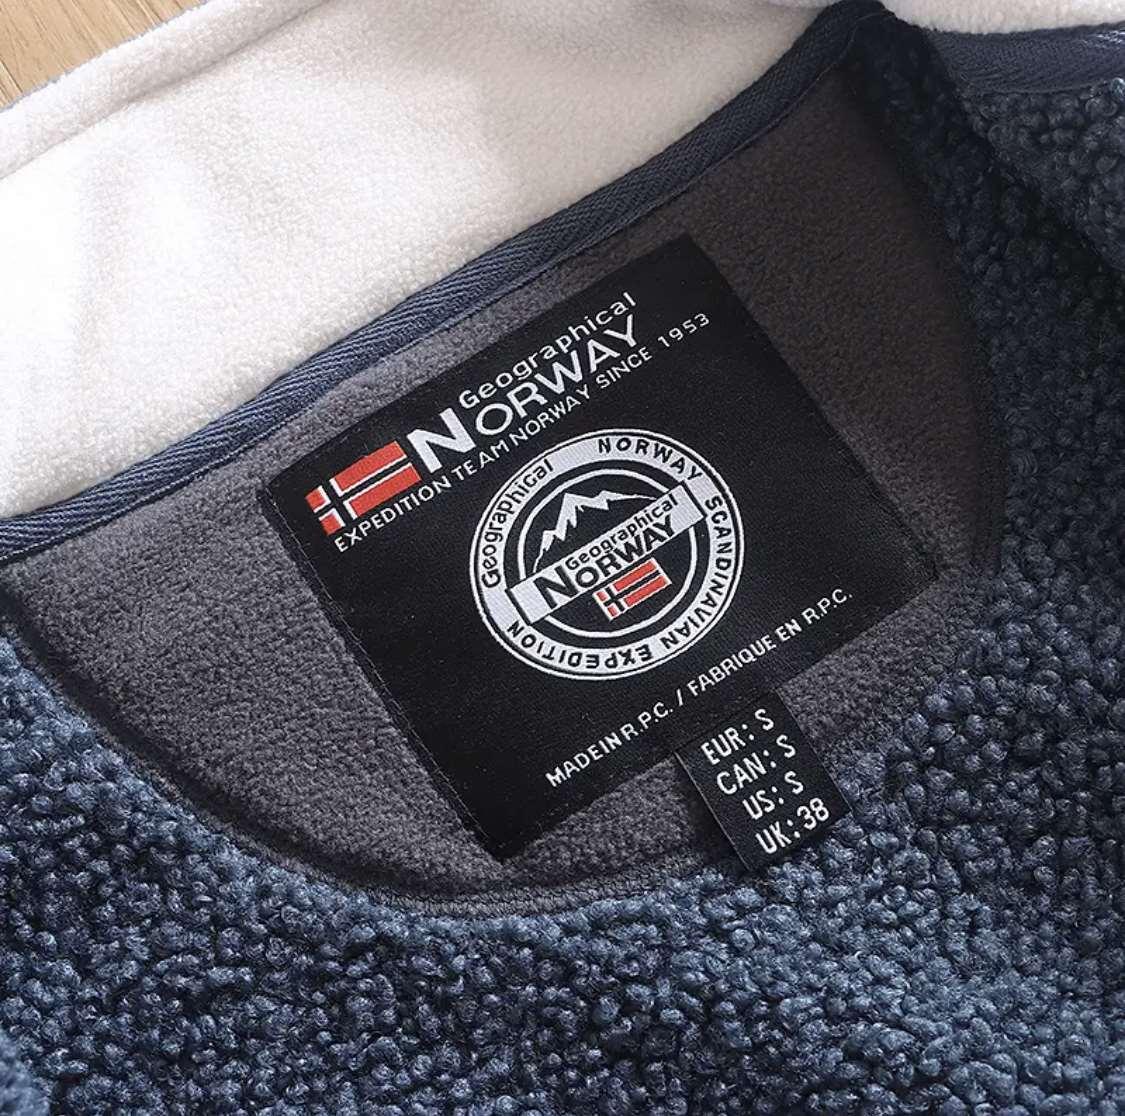 Geographical
NORWAY
EXPEDITION TEAM NORWAY SINCE 1953
Geographical NORWAY SCANDINAVIAN EXPEDITION
Geographical
NORWAY
MADE IN R.P.C. / FABRIQUE EN R.P.C.
EUR: S
CAN: S
US: S
UK: 38